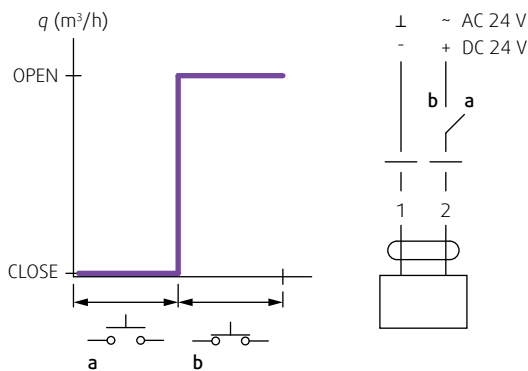 q (m³/h)
OPEN
CLOSE
a
b
⊥ ~ AC 24 V
- + DC 24 V
b a
1 2